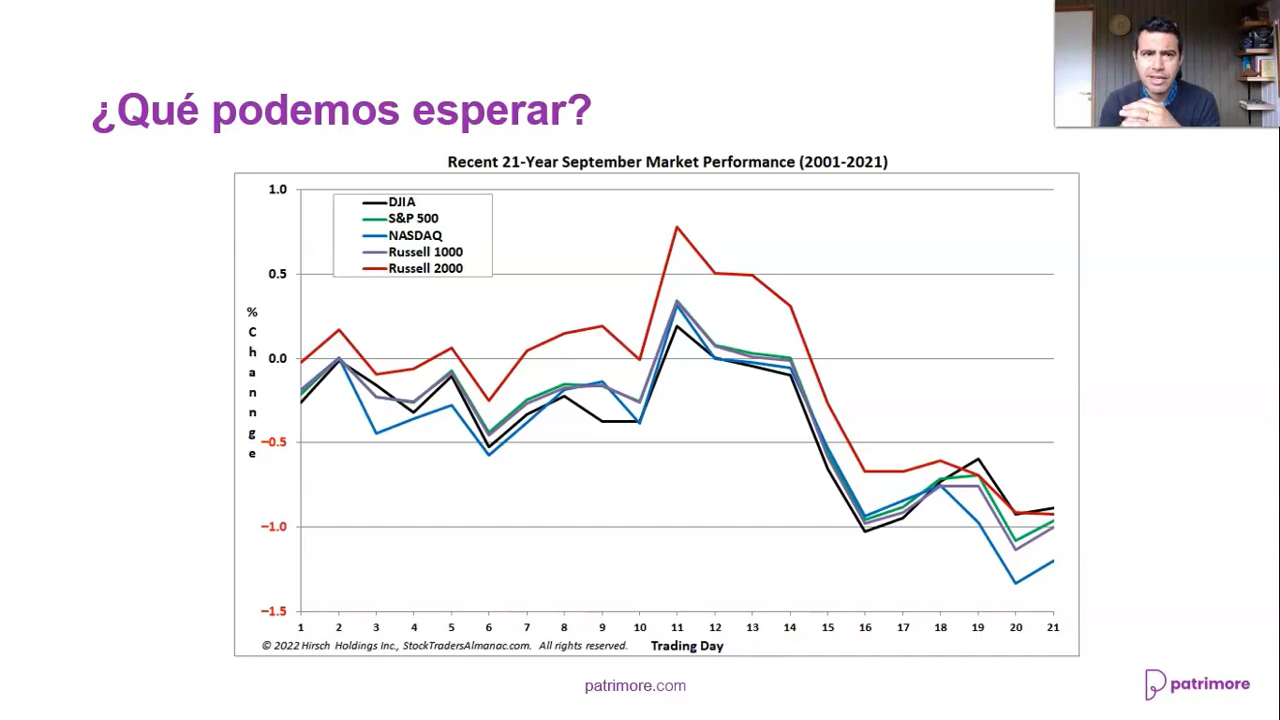 ¿Qué podemos esperar?
Recent 21-Year September Market Performance (2001-2021)
1.0
0.5
0.0
−0.5
−1.0
−1.5
% Channge
DJIA
S&P 500
NASDAQ
Russell 1000
Russell 2000
1 2 3 4 5 6 7 8 9 10 11 12 13 14 15 16 17 18 19 20 21
© 2022 Hirsch Holdings Inc., StockTradersAlmanac.com. All rights reserved. Trading Day
patrimore.com
patrimore